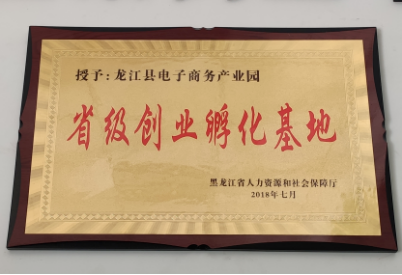 授予：龙江县电子商务产业园
省级创业孵化基地
黑龙江省人力资源和社会保障厅
2018年七月